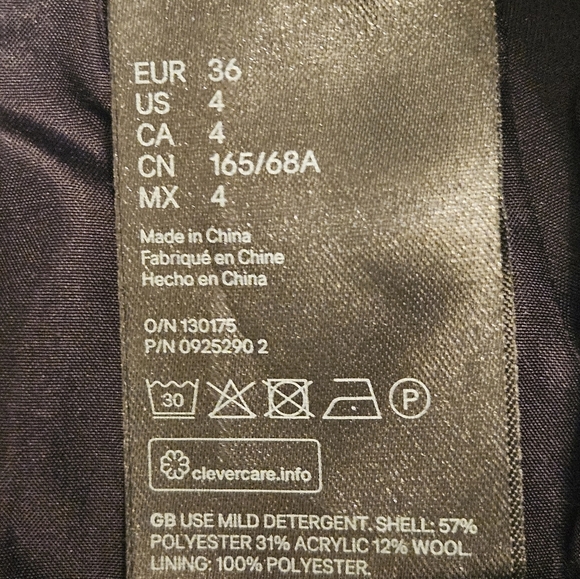 EUR 36
US 4
CA 4
CN 165/68A
MX 4
Made in China
Fabriqué en Chine
Hecho en China
O/N 130175
P/N 0925290 2
30 P
clevercare.info
GB USE MILD DETERGENT. SHELL: 57%
POLYESTER 31% ACRYLIC 12% WOOL.
LINING: 100% POLYESTER.